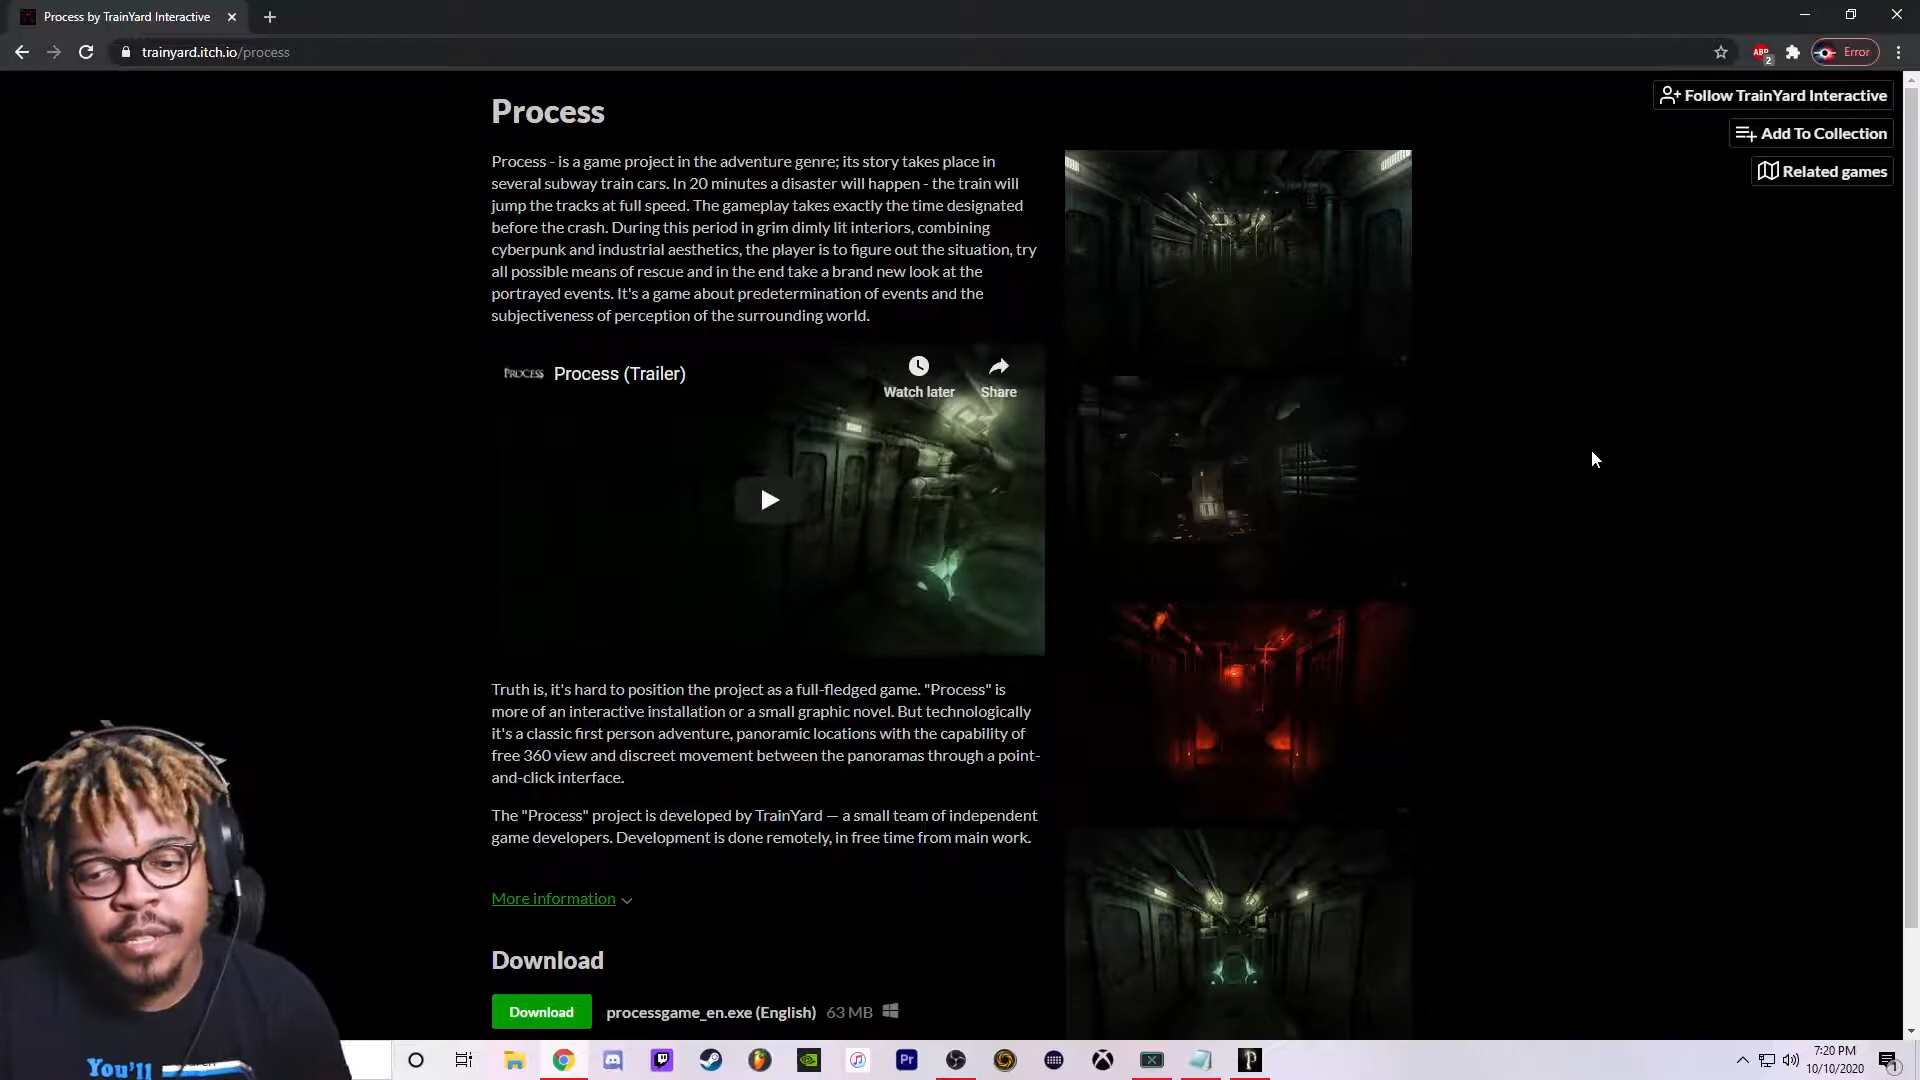 Process by TrainYard Interactive
trainyard.itch.io/process
ABP
2
Error
Follow TrainYard Interactive
Add To Collection
Related games
Process
Process - is a game project in the adventure genre; its story takes place in
several subway train cars. In 20 minutes a disaster will happen - the train will
jump the tracks at full speed. The gameplay takes exactly the time designated
before the crash. During this period in grim dimly lit interiors, combining
cyberpunk and industrial aesthetics, the player is to figure out the situation, try
all possible means of rescue and in the end take a brand new look at the
portrayed events. It's a game about predetermination of events and the
subjectiveness of perception of the surrounding world.
PROCESS
Process (Trailer)
Watch later
Share
Truth is, it's hard to position the project as a full-fledged game. "Process" is
more of an interactive installation or a small graphic novel. But technologically
it's a classic first person adventure, panoramic locations with the capability of
free 360 view and discreet movement between the panoramas through a point-
and-click interface.
The "Process" project is developed by TrainYard — a small team of independent
game developers. Development is done remotely, in free time from main work.
More information
Download
Download
processgame_en.exe (English) 63 MB
You'll
Pr
P
7:20 PM
10/10/2020
1